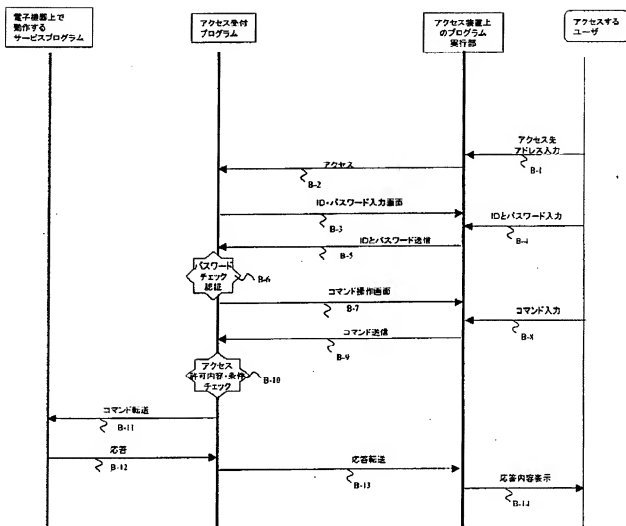 電子機器上で
動作する
サービスプログラム
アクセス受付
プログラム
アクセス装置上
のプログラム
実行部
アクセスする
ユーザ
アクセス先
アドレス入力
B-1
アクセス
B-2
ID・パスワード入力画面
B-3
IDとパスワード入力
B-4
IDとパスワード送信
B-5
パスワード
チェック
認証
B-6
コマンド操作画面
B-7
コマンド入力
B-8
コマンド送信
B-9
アクセス
許可内容・条件
チェック
B-10
コマンド転送
B-11
応答
B-12
応答転送
B-13
応答内容表示
B-14